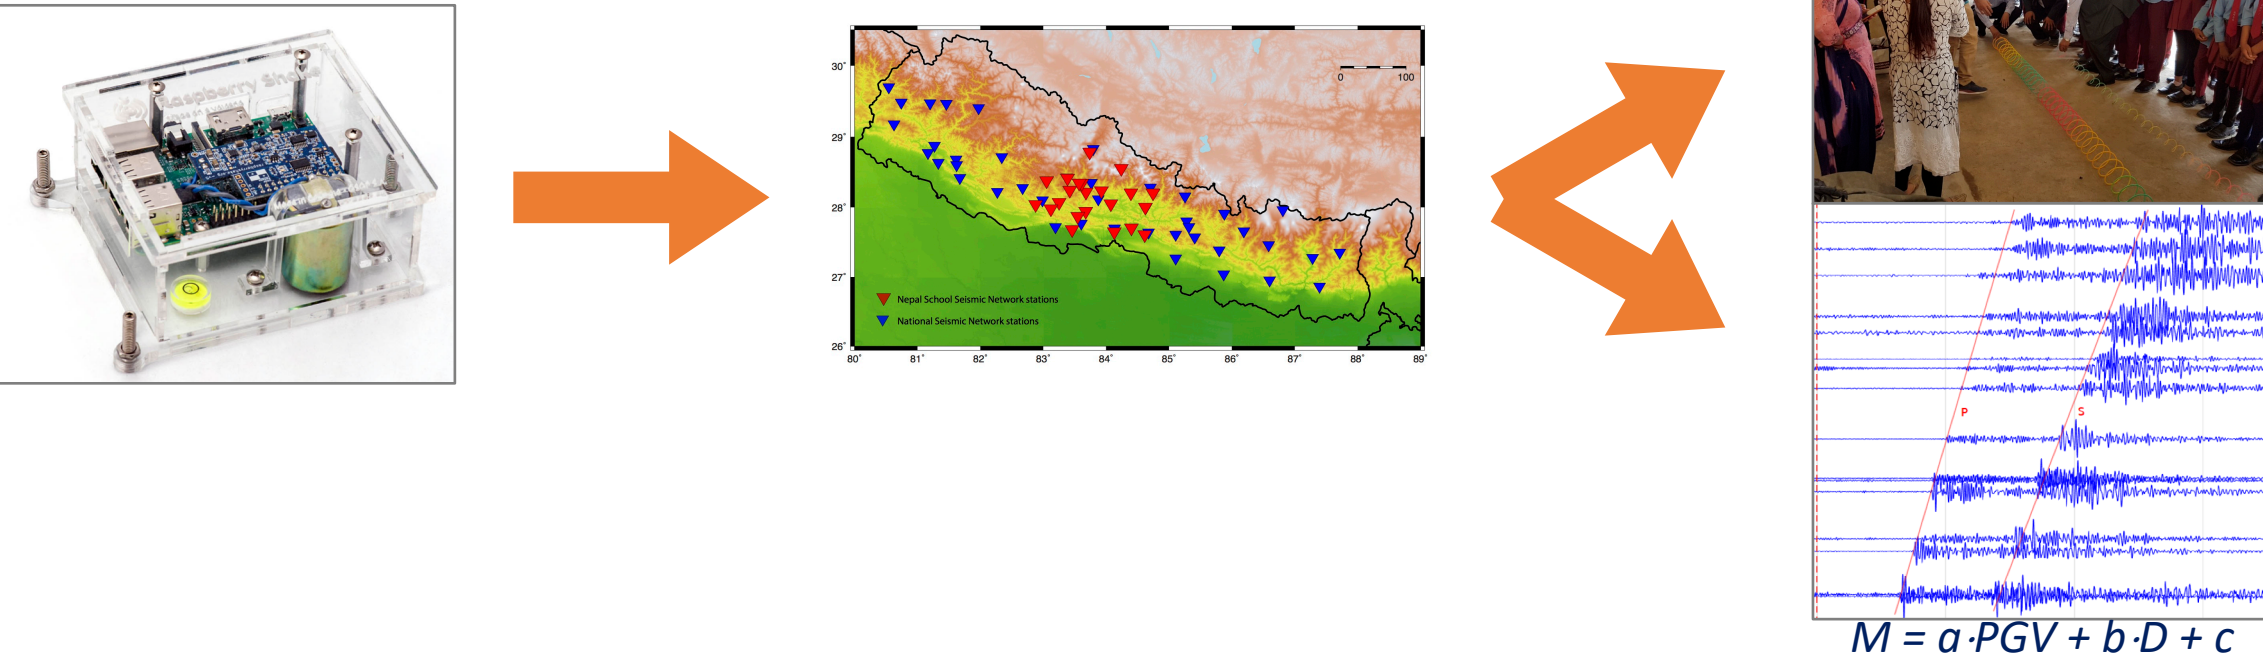 Raspberry Shake
30°
29°
28°
27°
26°
80°
81°
82°
83°
84°
85°
86°
87°
88°
89°
0
100
Nepal School Seismic Network stations
National Seismic Network stations
P
S
M = a·PGV + b·D + c